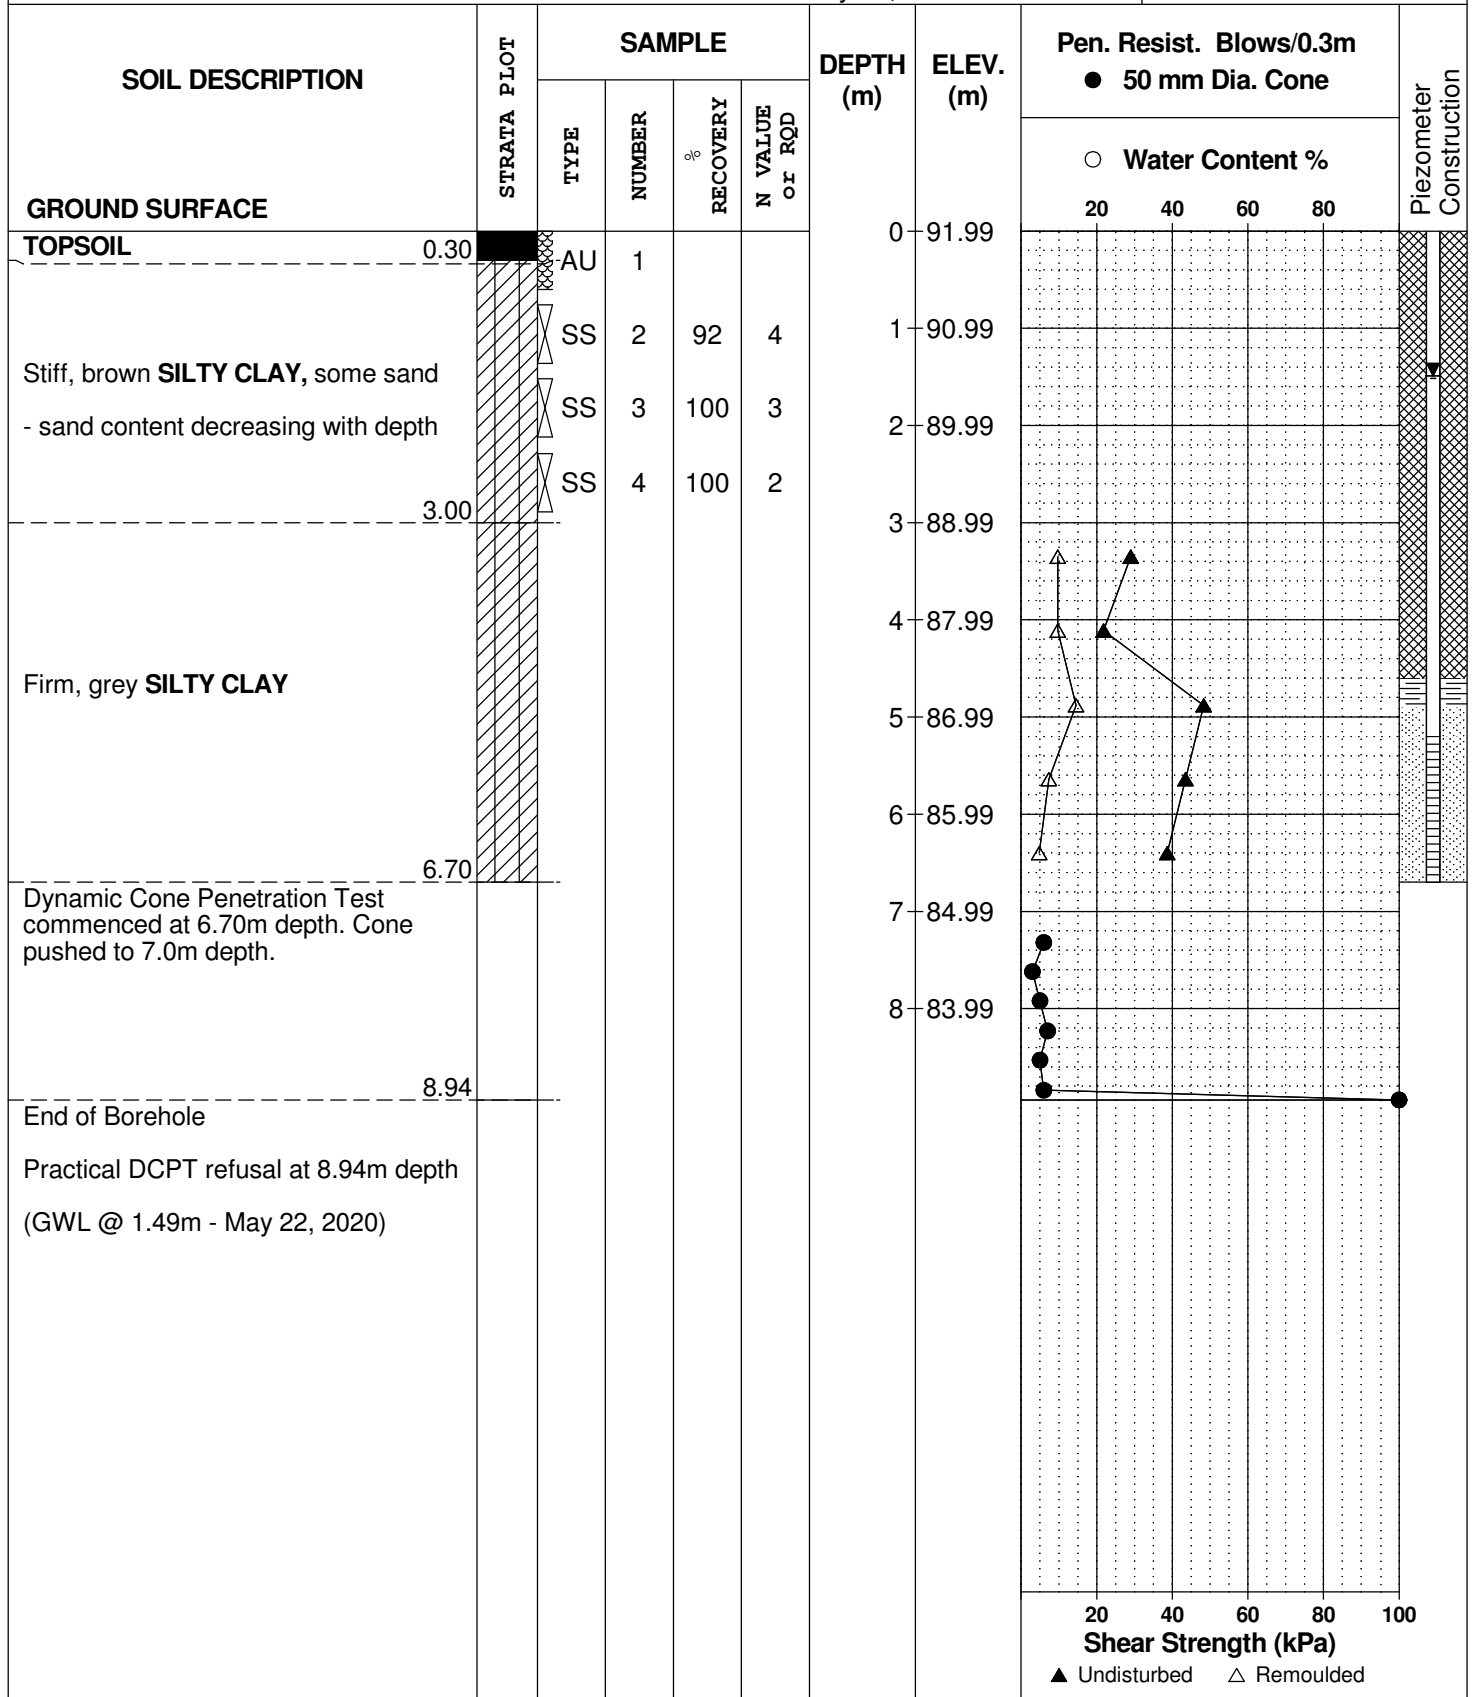 SOIL DESCRIPTION
GROUND SURFACE
STRATA PLOT
SAMPLE
TYPE
NUMBER
% RECOVERY
N VALUE or RQD
DEPTH (m)
ELEV. (m)
Pen. Resist. Blows/0.3m
● 50 mm Dia. Cone
○ Water Content %
20 40 60 80
Piezometer Construction
TOPSOIL 0.30
AU 1
0 91.99
SS 2 92 4
1 90.99
Stiff, brown SILTY CLAY, some sand
SS 3 100 3
- sand content decreasing with depth
2 89.99
SS 4 100 2
3.00
3 88.99
4 87.99
Firm, grey SILTY CLAY
5 86.99
6 85.99
6.70
Dynamic Cone Penetration Test
commenced at 6.70m depth. Cone
pushed to 7.0m depth.
7 84.99
8 83.99
8.94
End of Borehole
Practical DCPT refusal at 8.94m depth
(GWL @ 1.49m - May 22, 2020)
20 40 60 80 100
Shear Strength (kPa)
▲ Undisturbed △ Remoulded